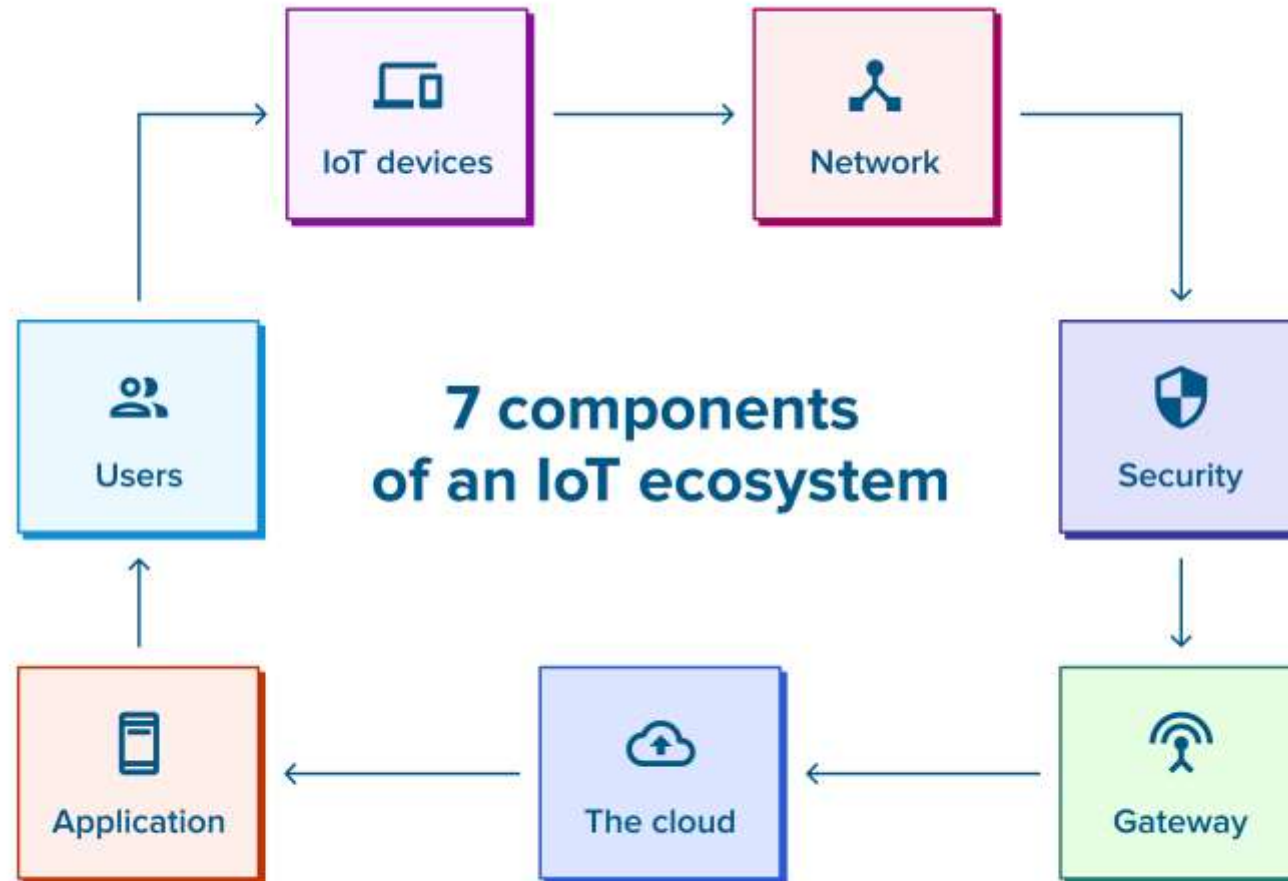 IoT devices
Network
Users
7 components
of an IoT ecosystem
Security
Application
The cloud
Gateway